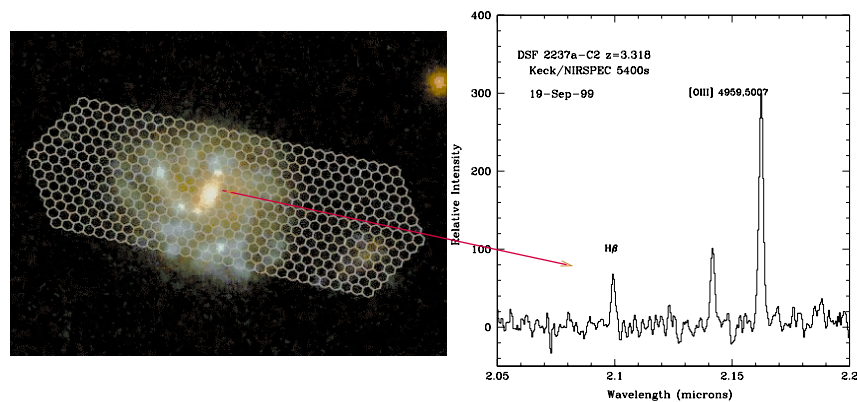 400
300
200
100
0
Relative Intensity
DSF 2237a-C2 z=3.318
Keck/NIRSPEC 5400s
19-Sep-99
[OIII] 4959,5007
Hβ
2.05
2.1
2.15
2.2
Wavelength (microns)